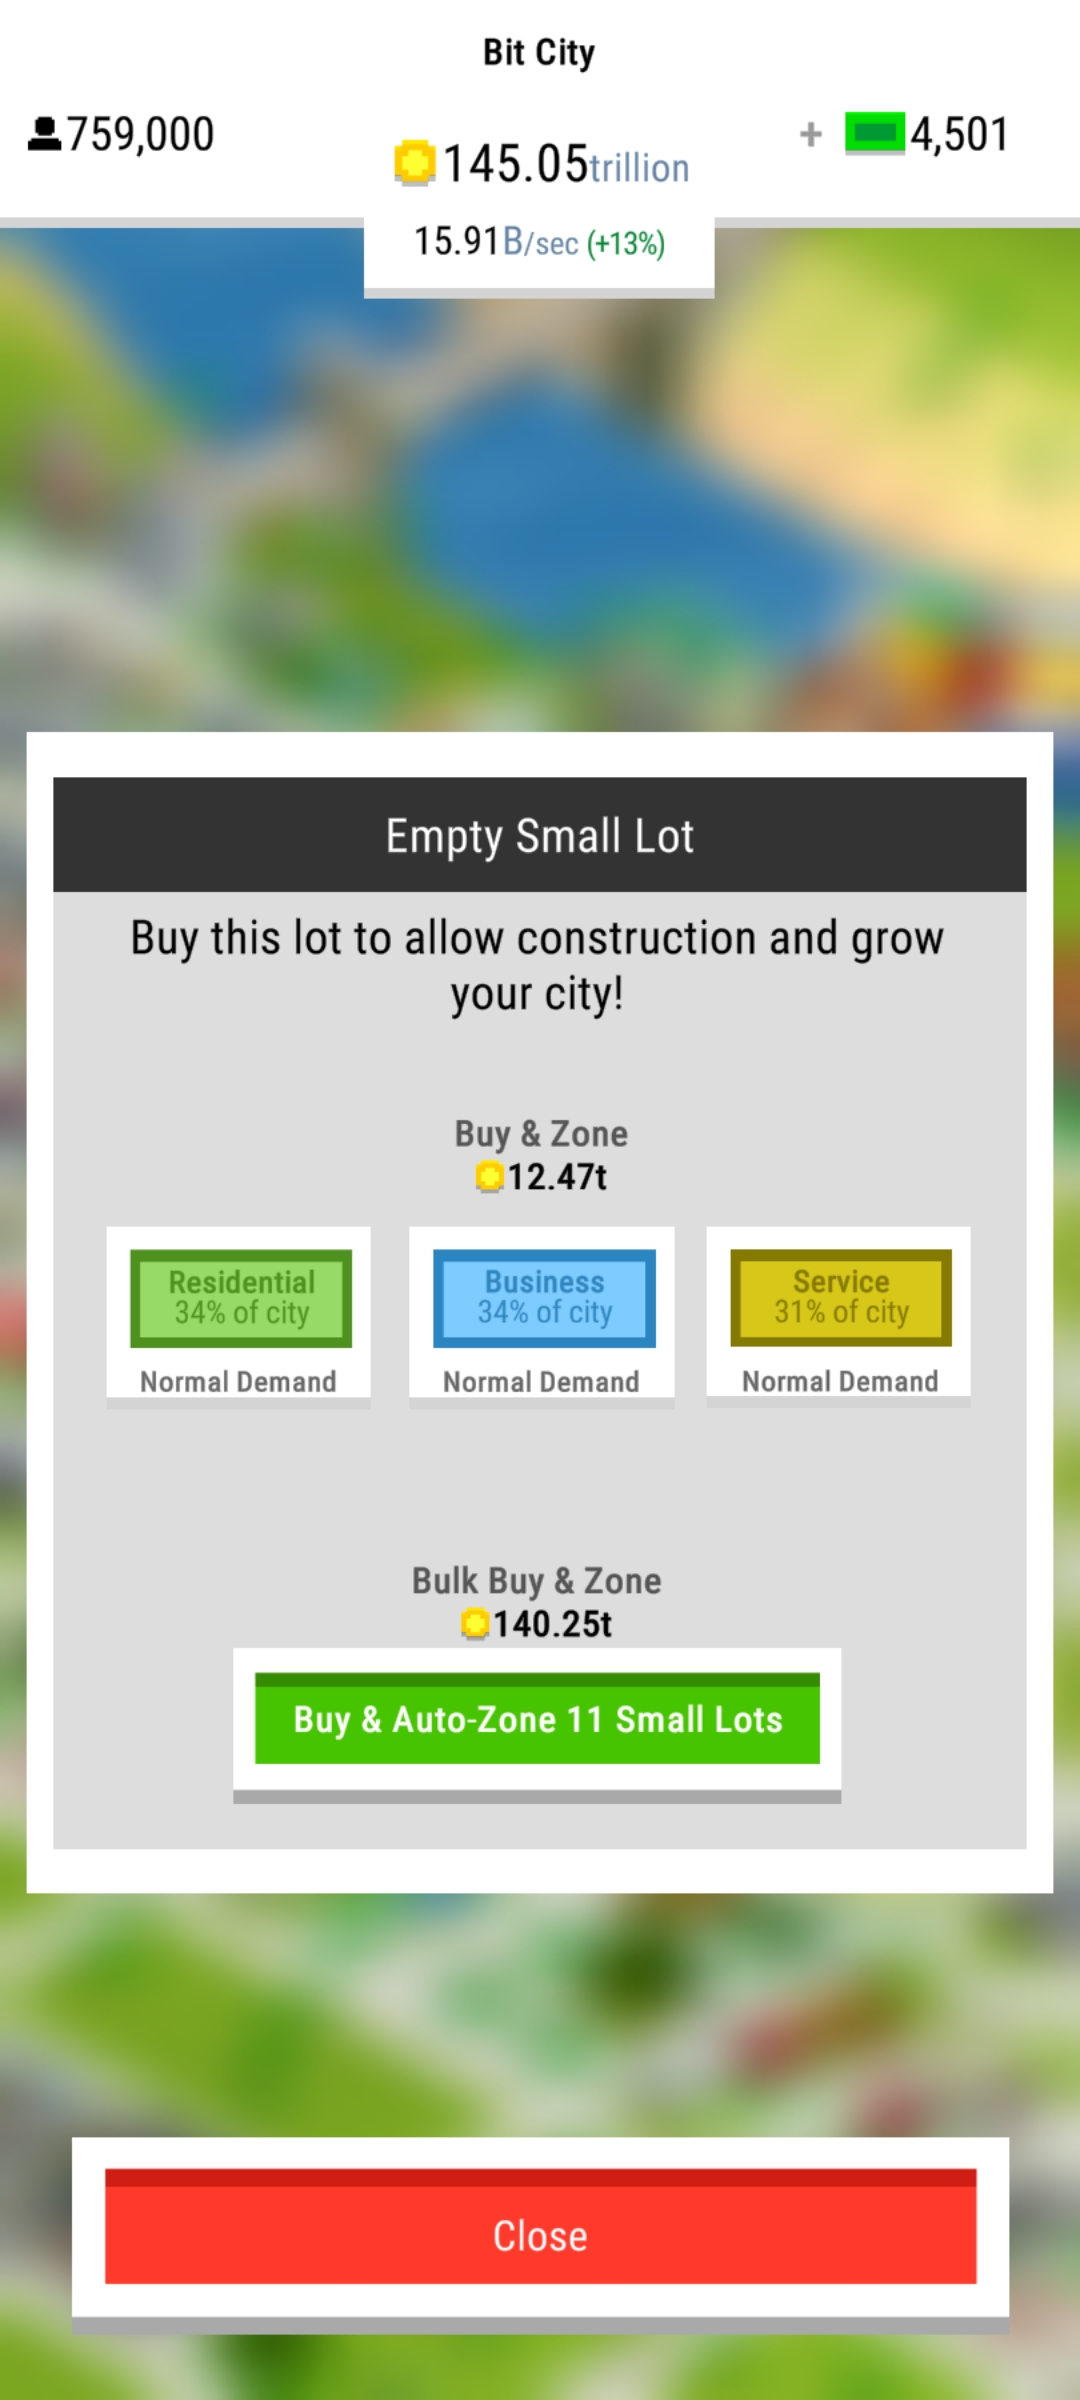 Bit City
759,000
145.05trillion
+ 4,501
15.91B/sec (+13%)
Empty Small Lot
Buy this lot to allow construction and grow
your city!
Buy & Zone
12.47t
Residential
34% of city
Normal Demand
Business
34% of city
Normal Demand
Service
31% of city
Normal Demand
Bulk Buy & Zone
140.25t
Buy & Auto-Zone 11 Small Lots
Close